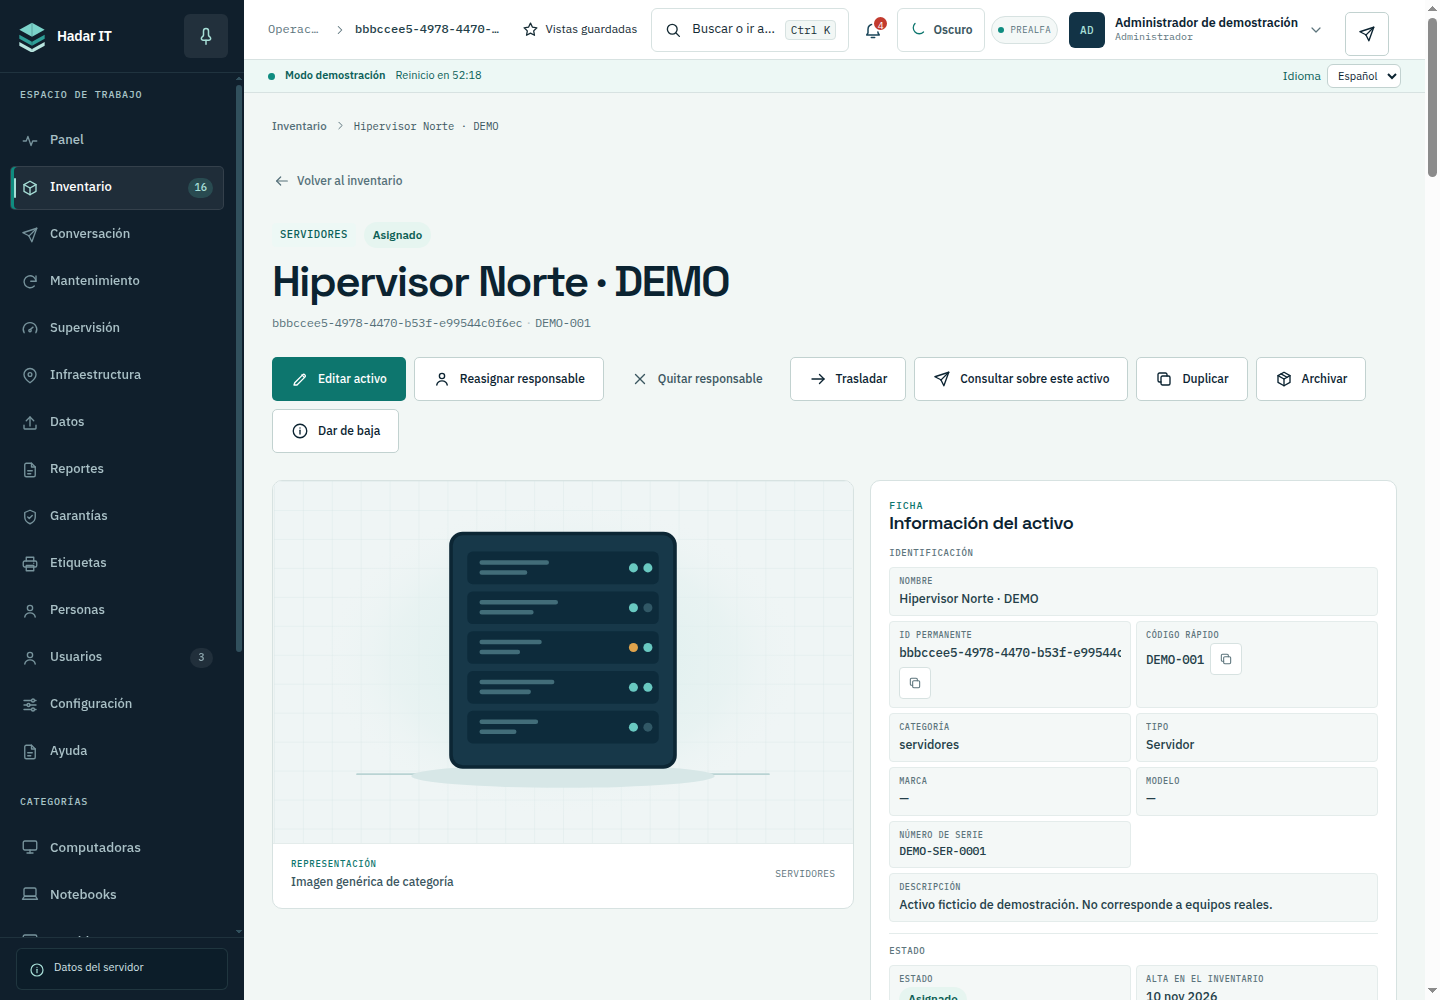 Hadar IT
ESPACIO DE TRABAJO
Panel
Inventario 16
Conversación
Mantenimiento
Supervisión
Infraestructura
Datos
Reportes
Garantías
Etiquetas
Personas
Usuarios 3
Configuración
Ayuda
CATEGORÍAS
Computadoras
Notebooks
Datos del servidor
Operac… bbbccee5-4978-4470-… Vistas guardadas Buscar o ir a... Ctrl K 4 Oscuro PREALFA AD Administrador de demostración
Administrador
Modo demostración Reinicio en 52:18 Idioma Español
Inventario Hipervisor Norte · DEMO
Volver al inventario
SERVIDORES Asignado
Hipervisor Norte · DEMO
bbbccee5-4978-4470-b53f-e99544c0f6ec · DEMO-001
Editar activo Reasignar responsable Quitar responsable Trasladar Consultar sobre este activo Duplicar Archivar
Dar de baja
REPRESENTACIÓN
Imagen genérica de categoría SERVIDORES
FICHA
Información del activo
IDENTIFICACIÓN
NOMBRE
Hipervisor Norte · DEMO
ID PERMANENTE CÓDIGO RÁPIDO
bbbccee5-4978-4470-b53f-e99544c DEMO-001
CATEGORÍA TIPO
servidores Servidor
MARCA MODELO
— —
NÚMERO DE SERIE
DEMO-SER-0001
DESCRIPCIÓN
Activo ficticio de demostración. No corresponde a equipos reales.
ESTADO
ESTADO ALTA EN EL INVENTARIO
Asignado 10 nov 2026